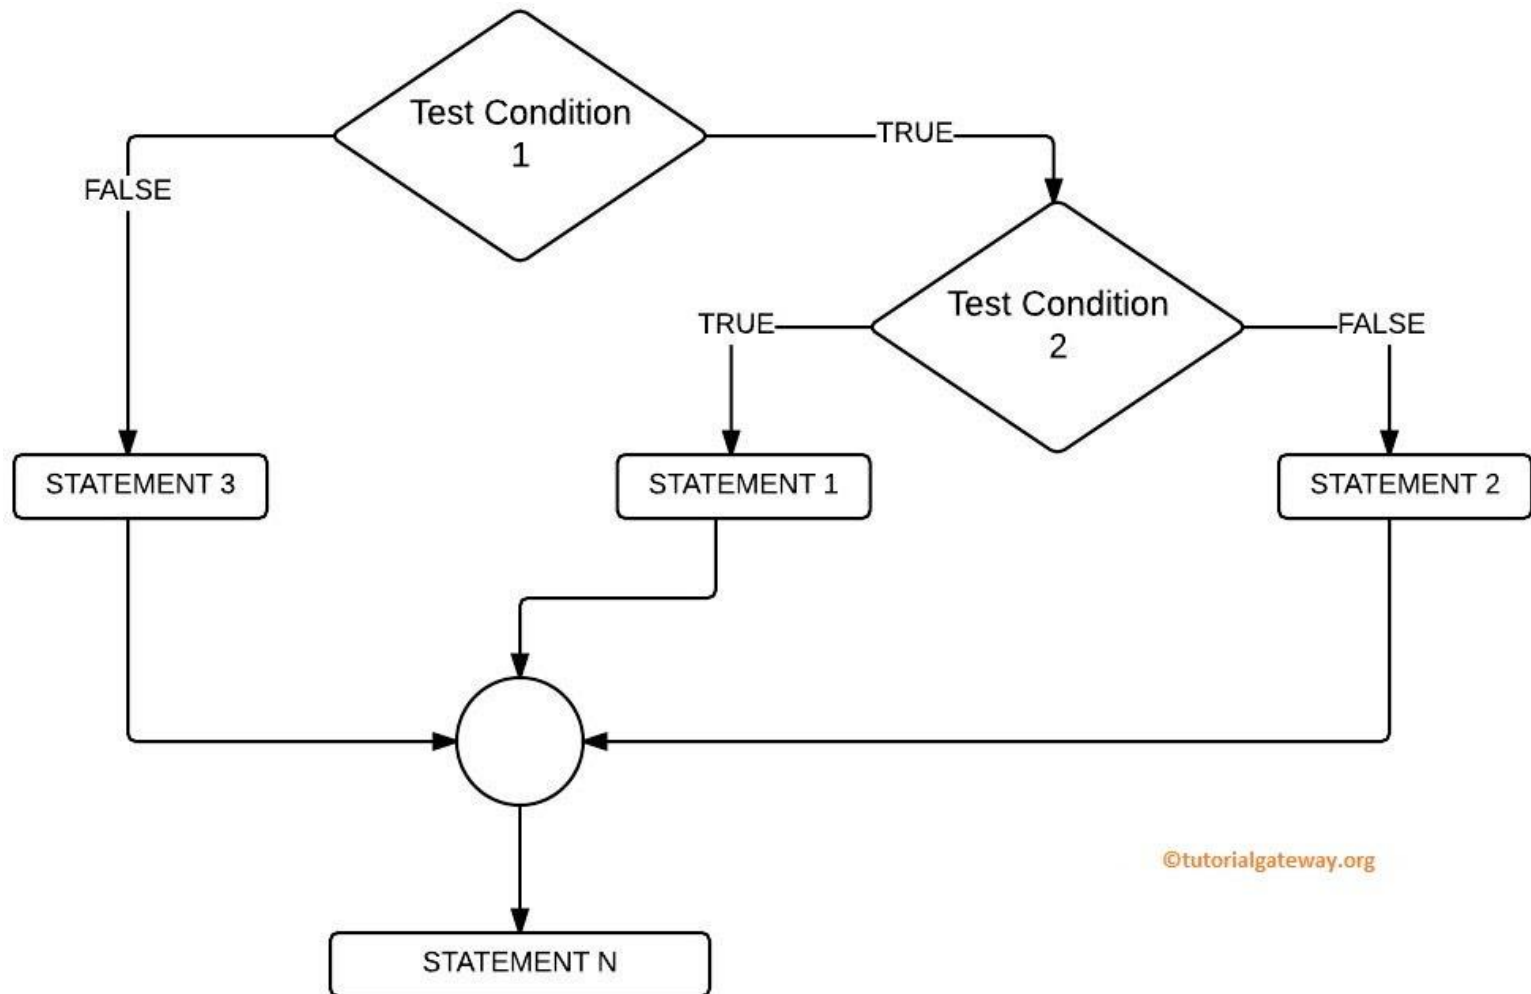 Test Condition
1
TRUE
FALSE
Test Condition
2
TRUE
FALSE
STATEMENT 3
STATEMENT 1
STATEMENT 2
©tutorialgateway.org
STATEMENT N